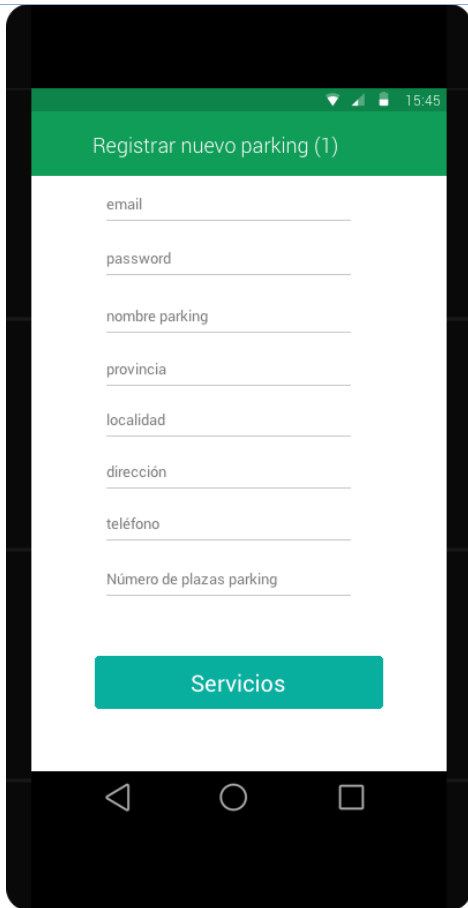 15:45
Registrar nuevo parking (1)
email
password
nombre parking
provincia
localidad
dirección
teléfono
Número de plazas parking
Servicios